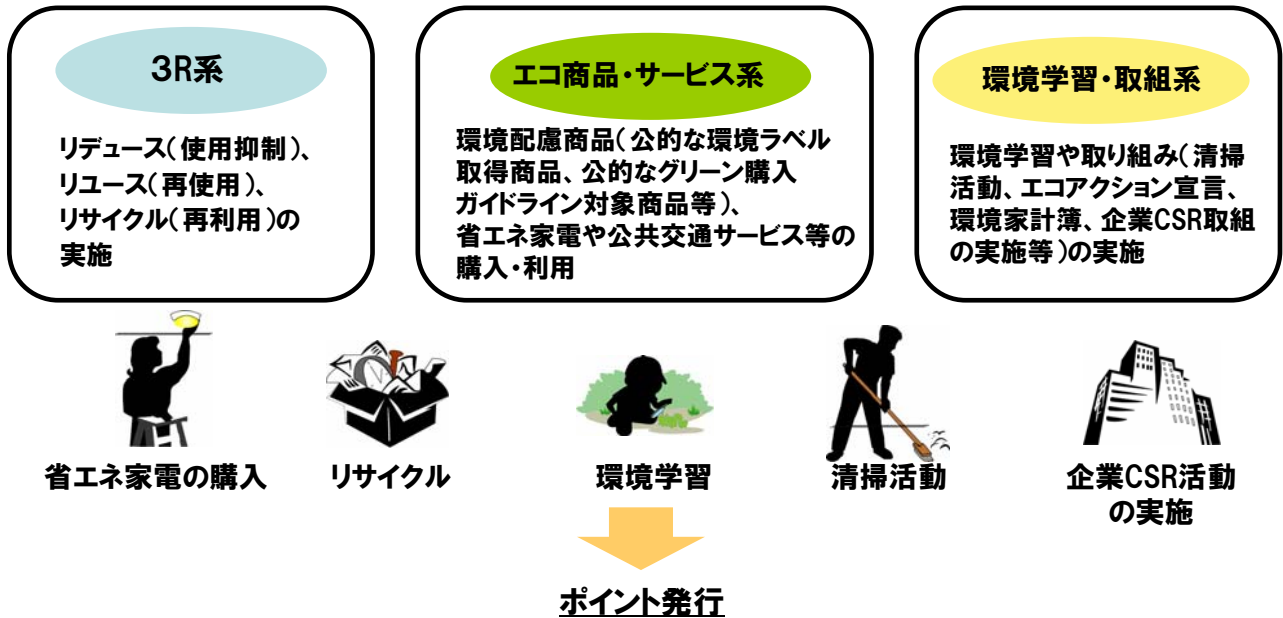 3R系
リデュース(使用抑制)、
リユース(再使用)、
リサイクル(再利用)の
実施
エコ商品・サービス系
環境配慮商品(公的な環境ラベル
取得商品、公的なグリーン購入
ガイドライン対象商品等)、
省エネ家電や公共交通サービス等の
購入・利用
環境学習・取組系
環境学習や取り組み(清掃
活動、エコアクション宣言、
環境家計簿、企業CSR取組
の実施等)の実施
省エネ家電の購入
リサイクル
環境学習
清掃活動
企業CSR活動
の実施
ポイント発行